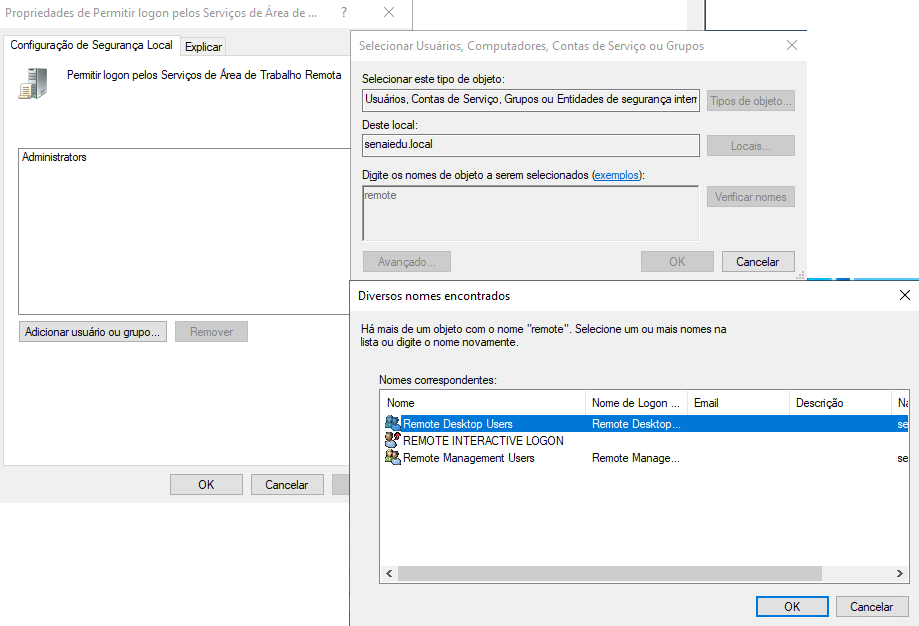 Propriedades de Permitir logon pelos Serviços de Área de ...
?
Configuração de Segurança Local
Explicar
Permitir logon pelos Serviços de Área de Trabalho Remota
Administrators
Adicionar usuário ou grupo...
Remover
OK
Cancelar
Selecionar Usuários, Computadores, Contas de Serviço ou Grupos
Selecionar este tipo de objeto:
Usuários, Contas de Serviço, Grupos ou Entidades de segurança intern
Tipos de objeto...
Deste local:
senaiedu.local
Locais...
Digite os nomes de objeto a serem selecionados (exemplos):
remote
Verificar nomes
Avançado...
OK
Cancelar
Diversos nomes encontrados
Há mais de um objeto com o nome "remote". Selecione um ou mais nomes na
lista ou digite o nome novamente.
Nomes correspondentes:
Nome Nome de Logon ... Email Descrição Na
Remote Desktop Users Remote Desktop... se
REMOTE INTERACTIVE LOGON
Remote Management Users Remote Manage... se
OK
Cancelar